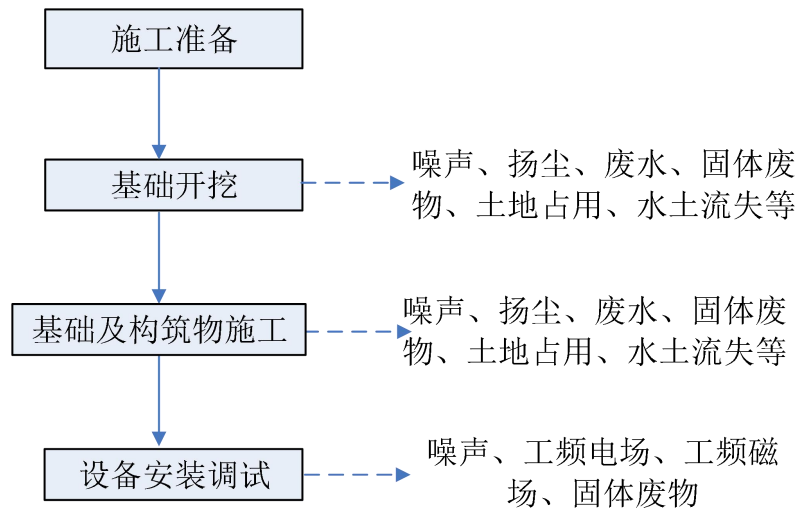 施工准备
基础开挖
噪声、扬尘、废水、固体废
物、土地占用、水土流失等
基础及构筑物施工
噪声、扬尘、废水、固体废
物、土地占用、水土流失等
设备安装调试
噪声、工频电场、工频磁
场、固体废物